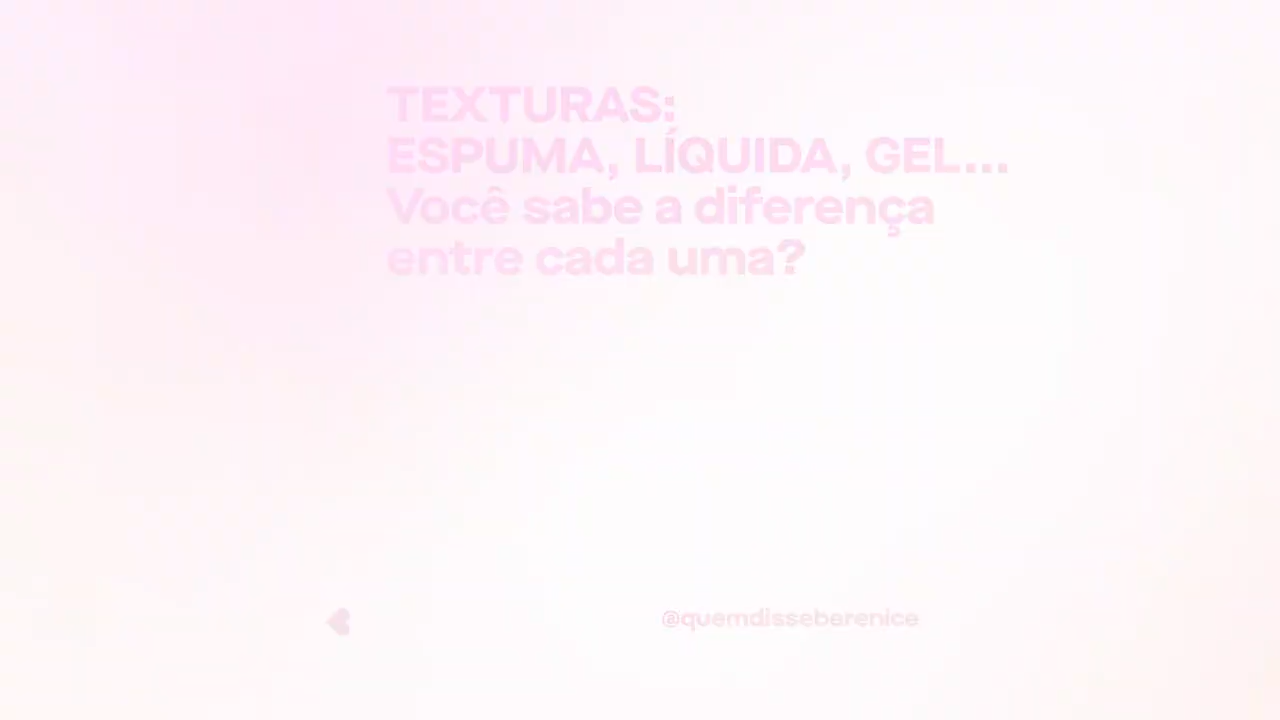 TEXTURAS:
ESPUMA, LÍQUIDA, GEL...
Você sabe a diferença
entre cada uma?
@quemdisseberenice